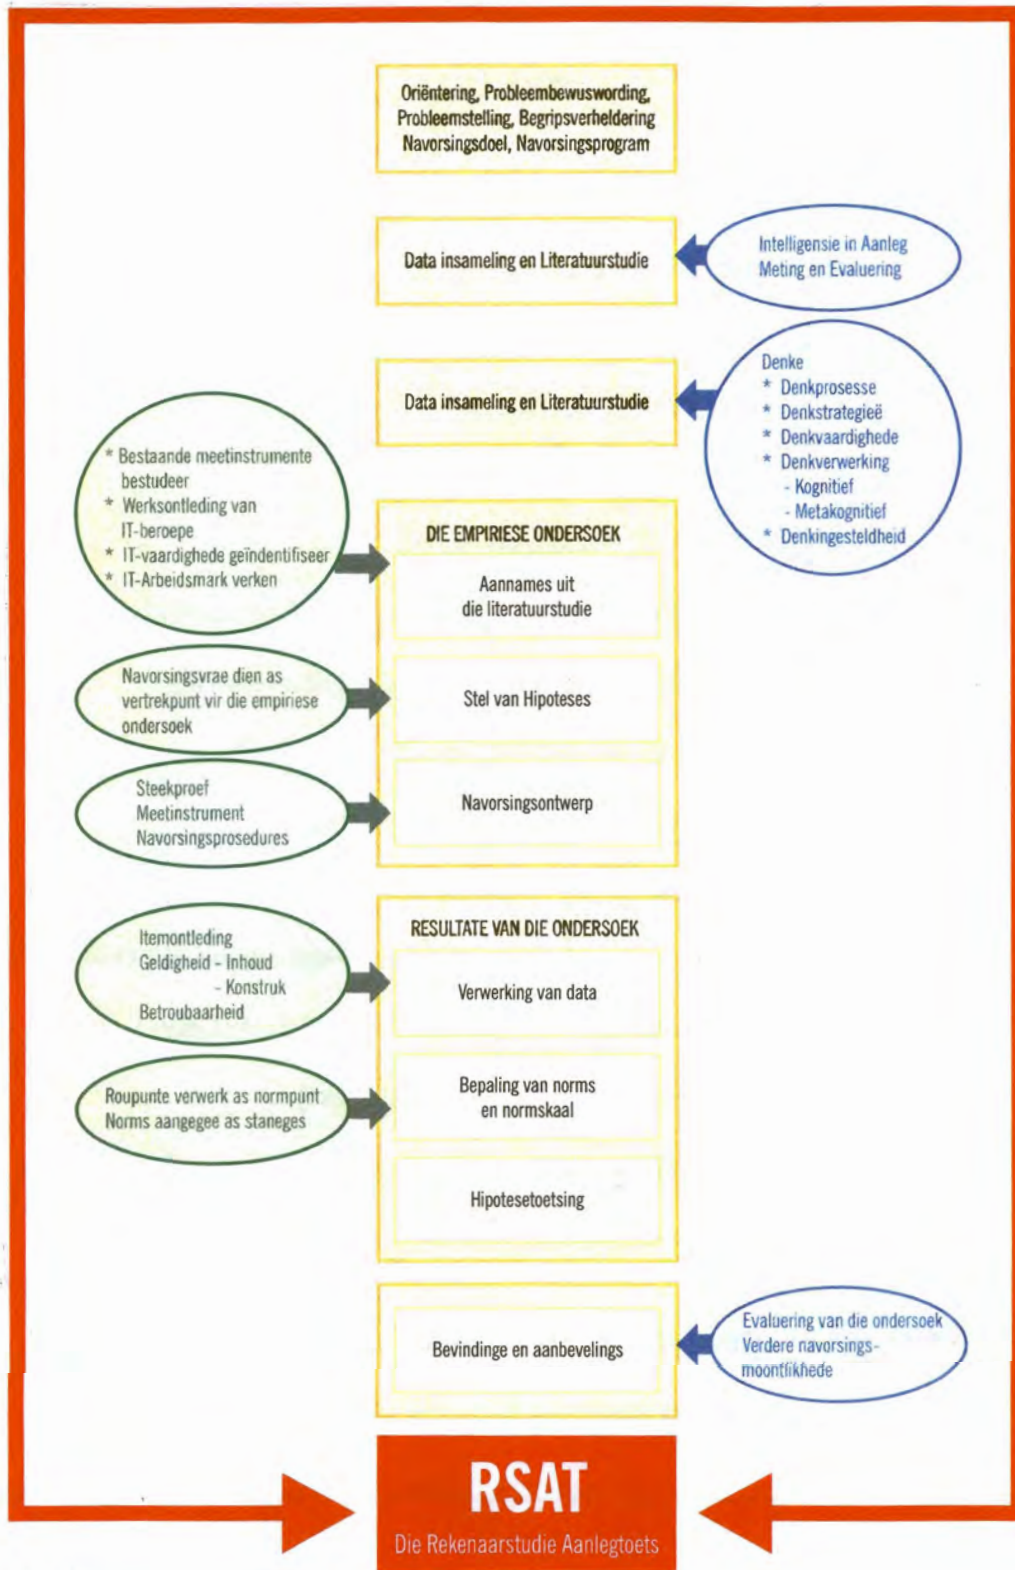 Oriëntering, Probleembewuswording,
Probleemstelling, Begripsverheldering
Navorsingsdoel, Navorsingsprogram
Data insameling en Literatuurstudie
Intelligensie in Aanleg
Meting en Evaluering
Data insameling en Literatuurstudie
Denke
* Denkprosesse
* Denkstrategieë
* Denkvaardighede
* Denkverwerking
- Kognitief
- Metakognitief
* Denkingesteldheid
* Bestaande meetinstrumente
bestudeer
* Werksontleding van
IT-beroepe
* IT-vaardighede geïndentifiseer
* IT-Arbeidsmark verken
DIE EMPIRIESE ONDERSOEK
Aannames uit
die literatuurstudie
Navorsingsvrae dien as
vertrekpunt vir die empiriese
ondersoek
Stel van Hipoteses
Steekproef
Meetinstrument
Navorsingsprosedures
Navorsingsontwerp
RESULTATE VAN DIE ONDERSOEK
Itemontleding
Geldigheid - Inhoud
- Konstruk
Betroubaarheid
Verwerking van data
Roupunte verwerk as normpunt
Norms aangegee as staneges
Bepaling van norms
en normskaal
Hipotesetoetsing
Bevindinge en aanbevelings
Evaluering van die ondersoek
Verdere navorsings-
moontlikhede
RSAT
Die Rekenaarstudie Aanlegtoets